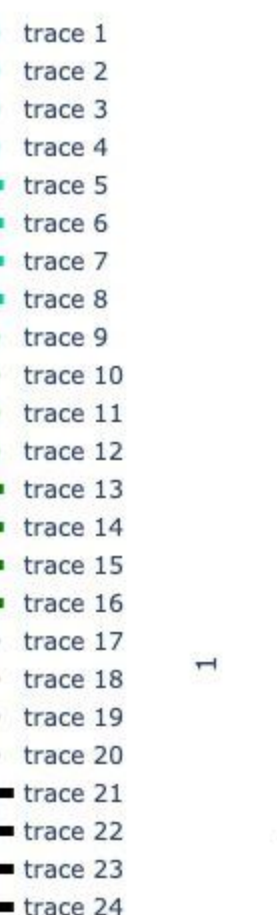 trace 1
trace 2
trace 3
trace 4
trace 5
trace 6
trace 7
trace 8
trace 9
trace 10
trace 11
trace 12
trace 13
trace 14
trace 15
trace 16
trace 17
trace 18
trace 19
trace 20
trace 21
trace 22
trace 23
trace 24
1